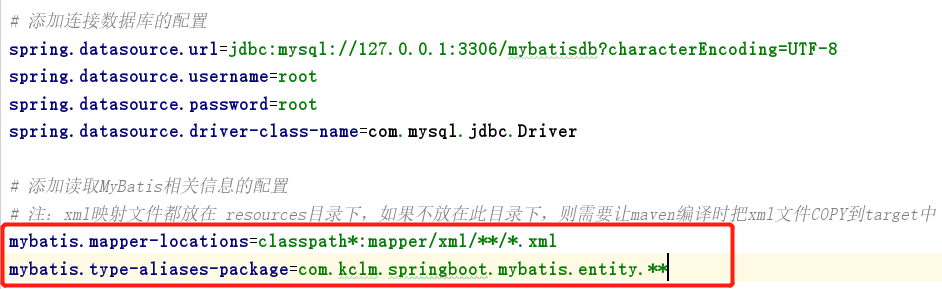 # 添加连接数据库的配置
spring.datasource.url=jdbc:mysql://127.0.0.1:3306/mybatisdb?characterEncoding=UTF-8
spring.datasource.username=root
spring.datasource.password=root
spring.datasource.driver-class-name=com.mysql.jdbc.Driver
# 添加读取MyBatis相关信息的配置
# 注：xml映射文件都放在 resources目录下，如果不放在此目录下，则需要让maven编译时把xml文件COPY到target中
mybatis.mapper-locations=classpath*:mapper/xml/**/*.xml
mybatis.type-aliases-package=com.kclm.springboot.mybatis.entity.**